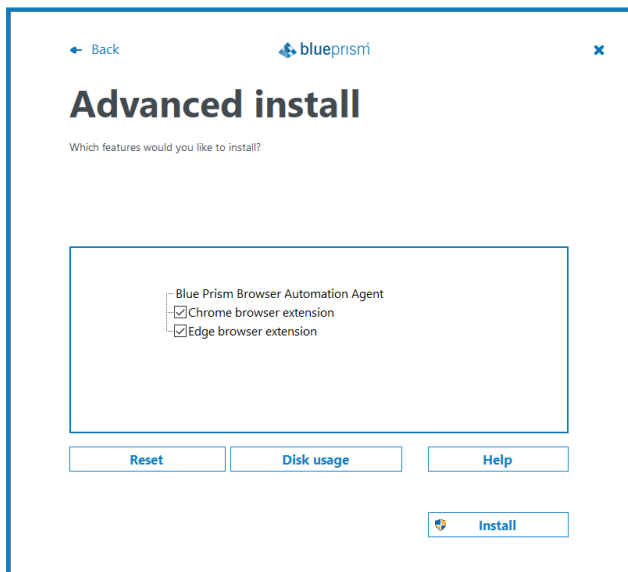 Back
blueprism
Advanced install
Which features would you like to install?
Blue Prism Browser Automation Agent
Chrome browser extension
Edge browser extension
Reset
Disk usage
Help
Install